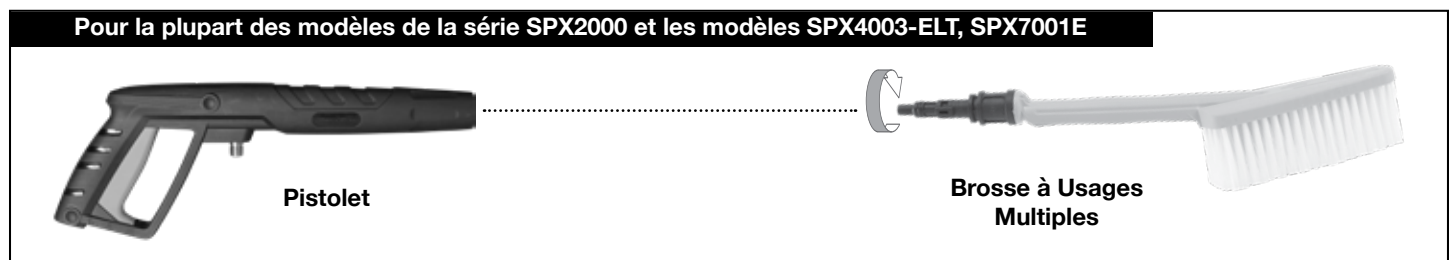 Pour la plupart des modèles de la série SPX2000 et les modèles SPX4003-ELT, SPX7001E
Pistolet
Brosse à Usages
Multiples